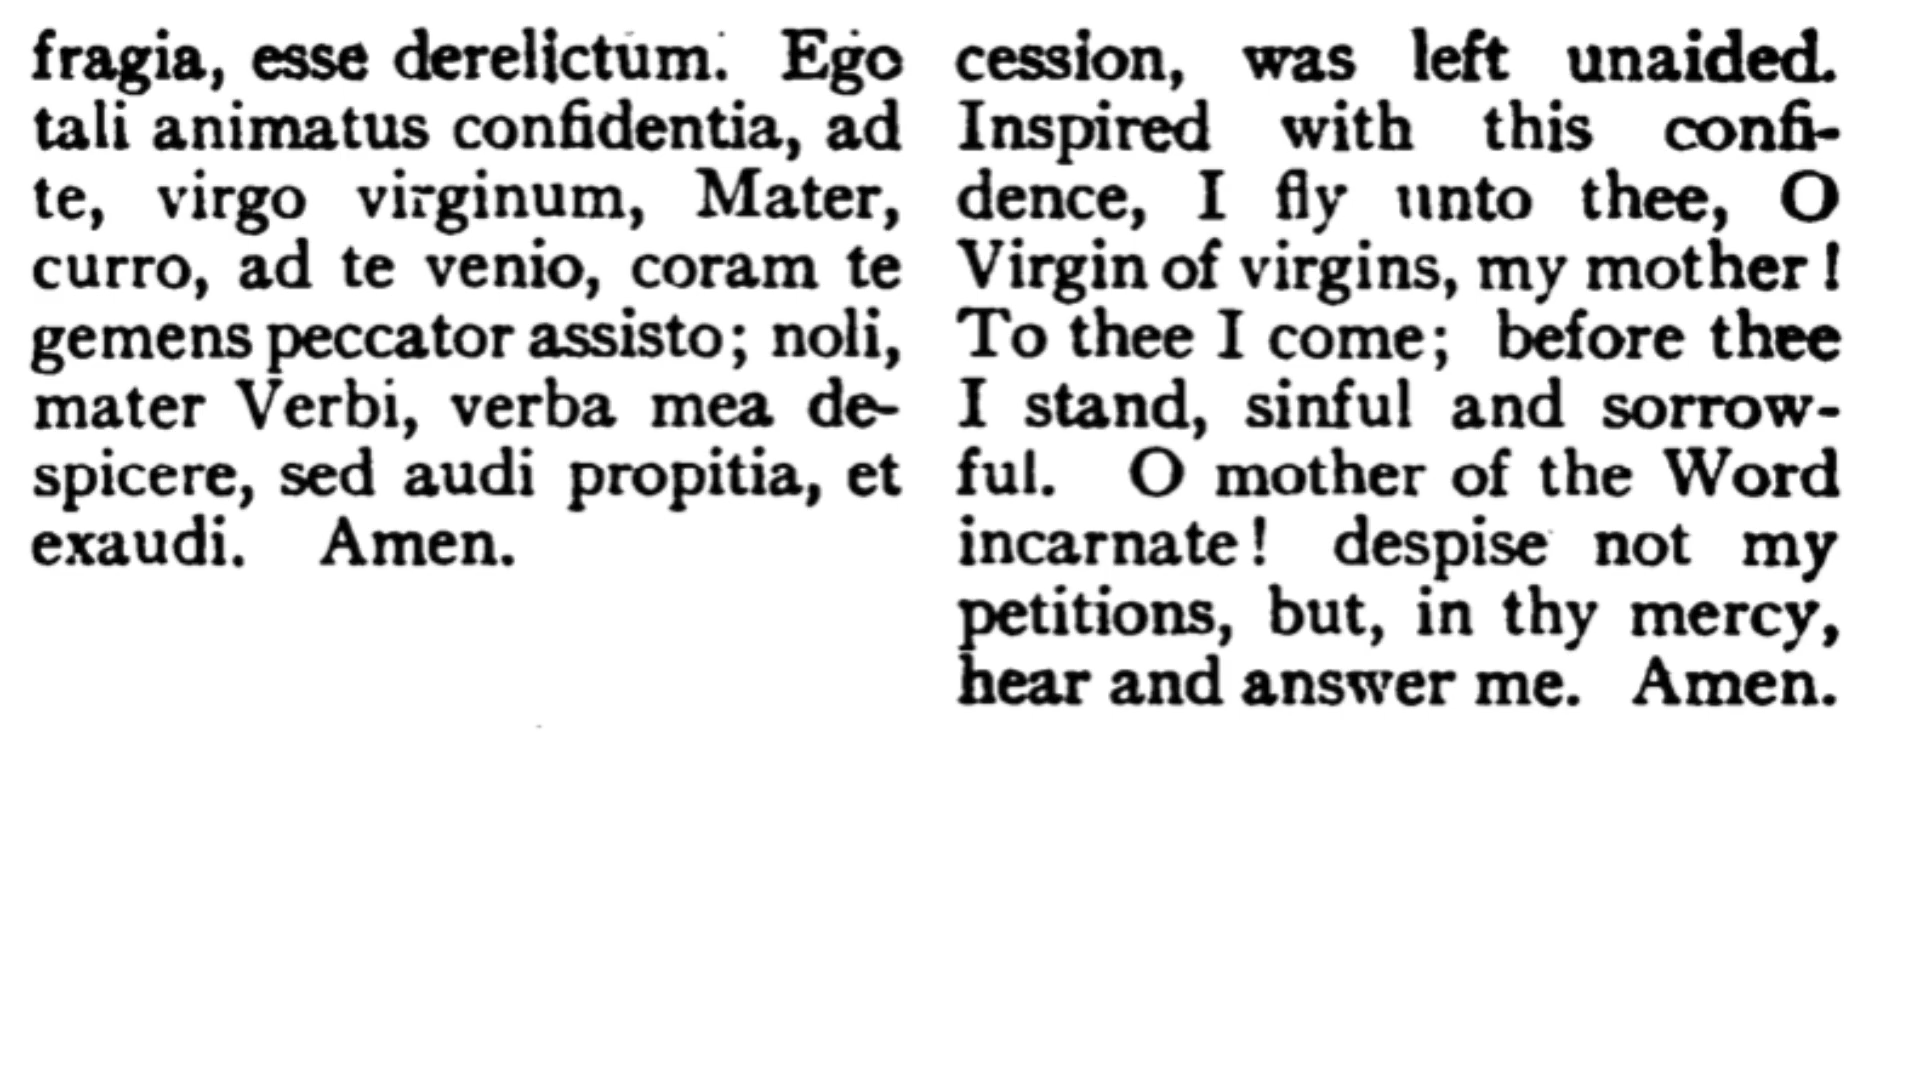 fragia, esse derelictum. Ego
tali animatus confidentia, ad
te, virgo virginum, Mater,
curro, ad te venio, coram te
gemens peccator assisto; noli,
mater Verbi, verba mea de-
spicere, sed audi propitia, et
exaudi. Amen.
cession, was left unaided.
Inspired with this confi-
dence, I fly unto thee, O
Virgin of virgins, my mother!
To thee I come; before thee
I stand, sinful and sorrow-
ful. O mother of the Word
incarnate! despise not my
petitions, but, in thy mercy,
hear and answer me. Amen.